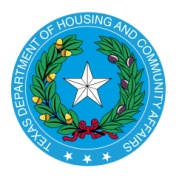 TEXAS DEPARTMENT OF HOUSING AND COMMUNITY AFFAIRS